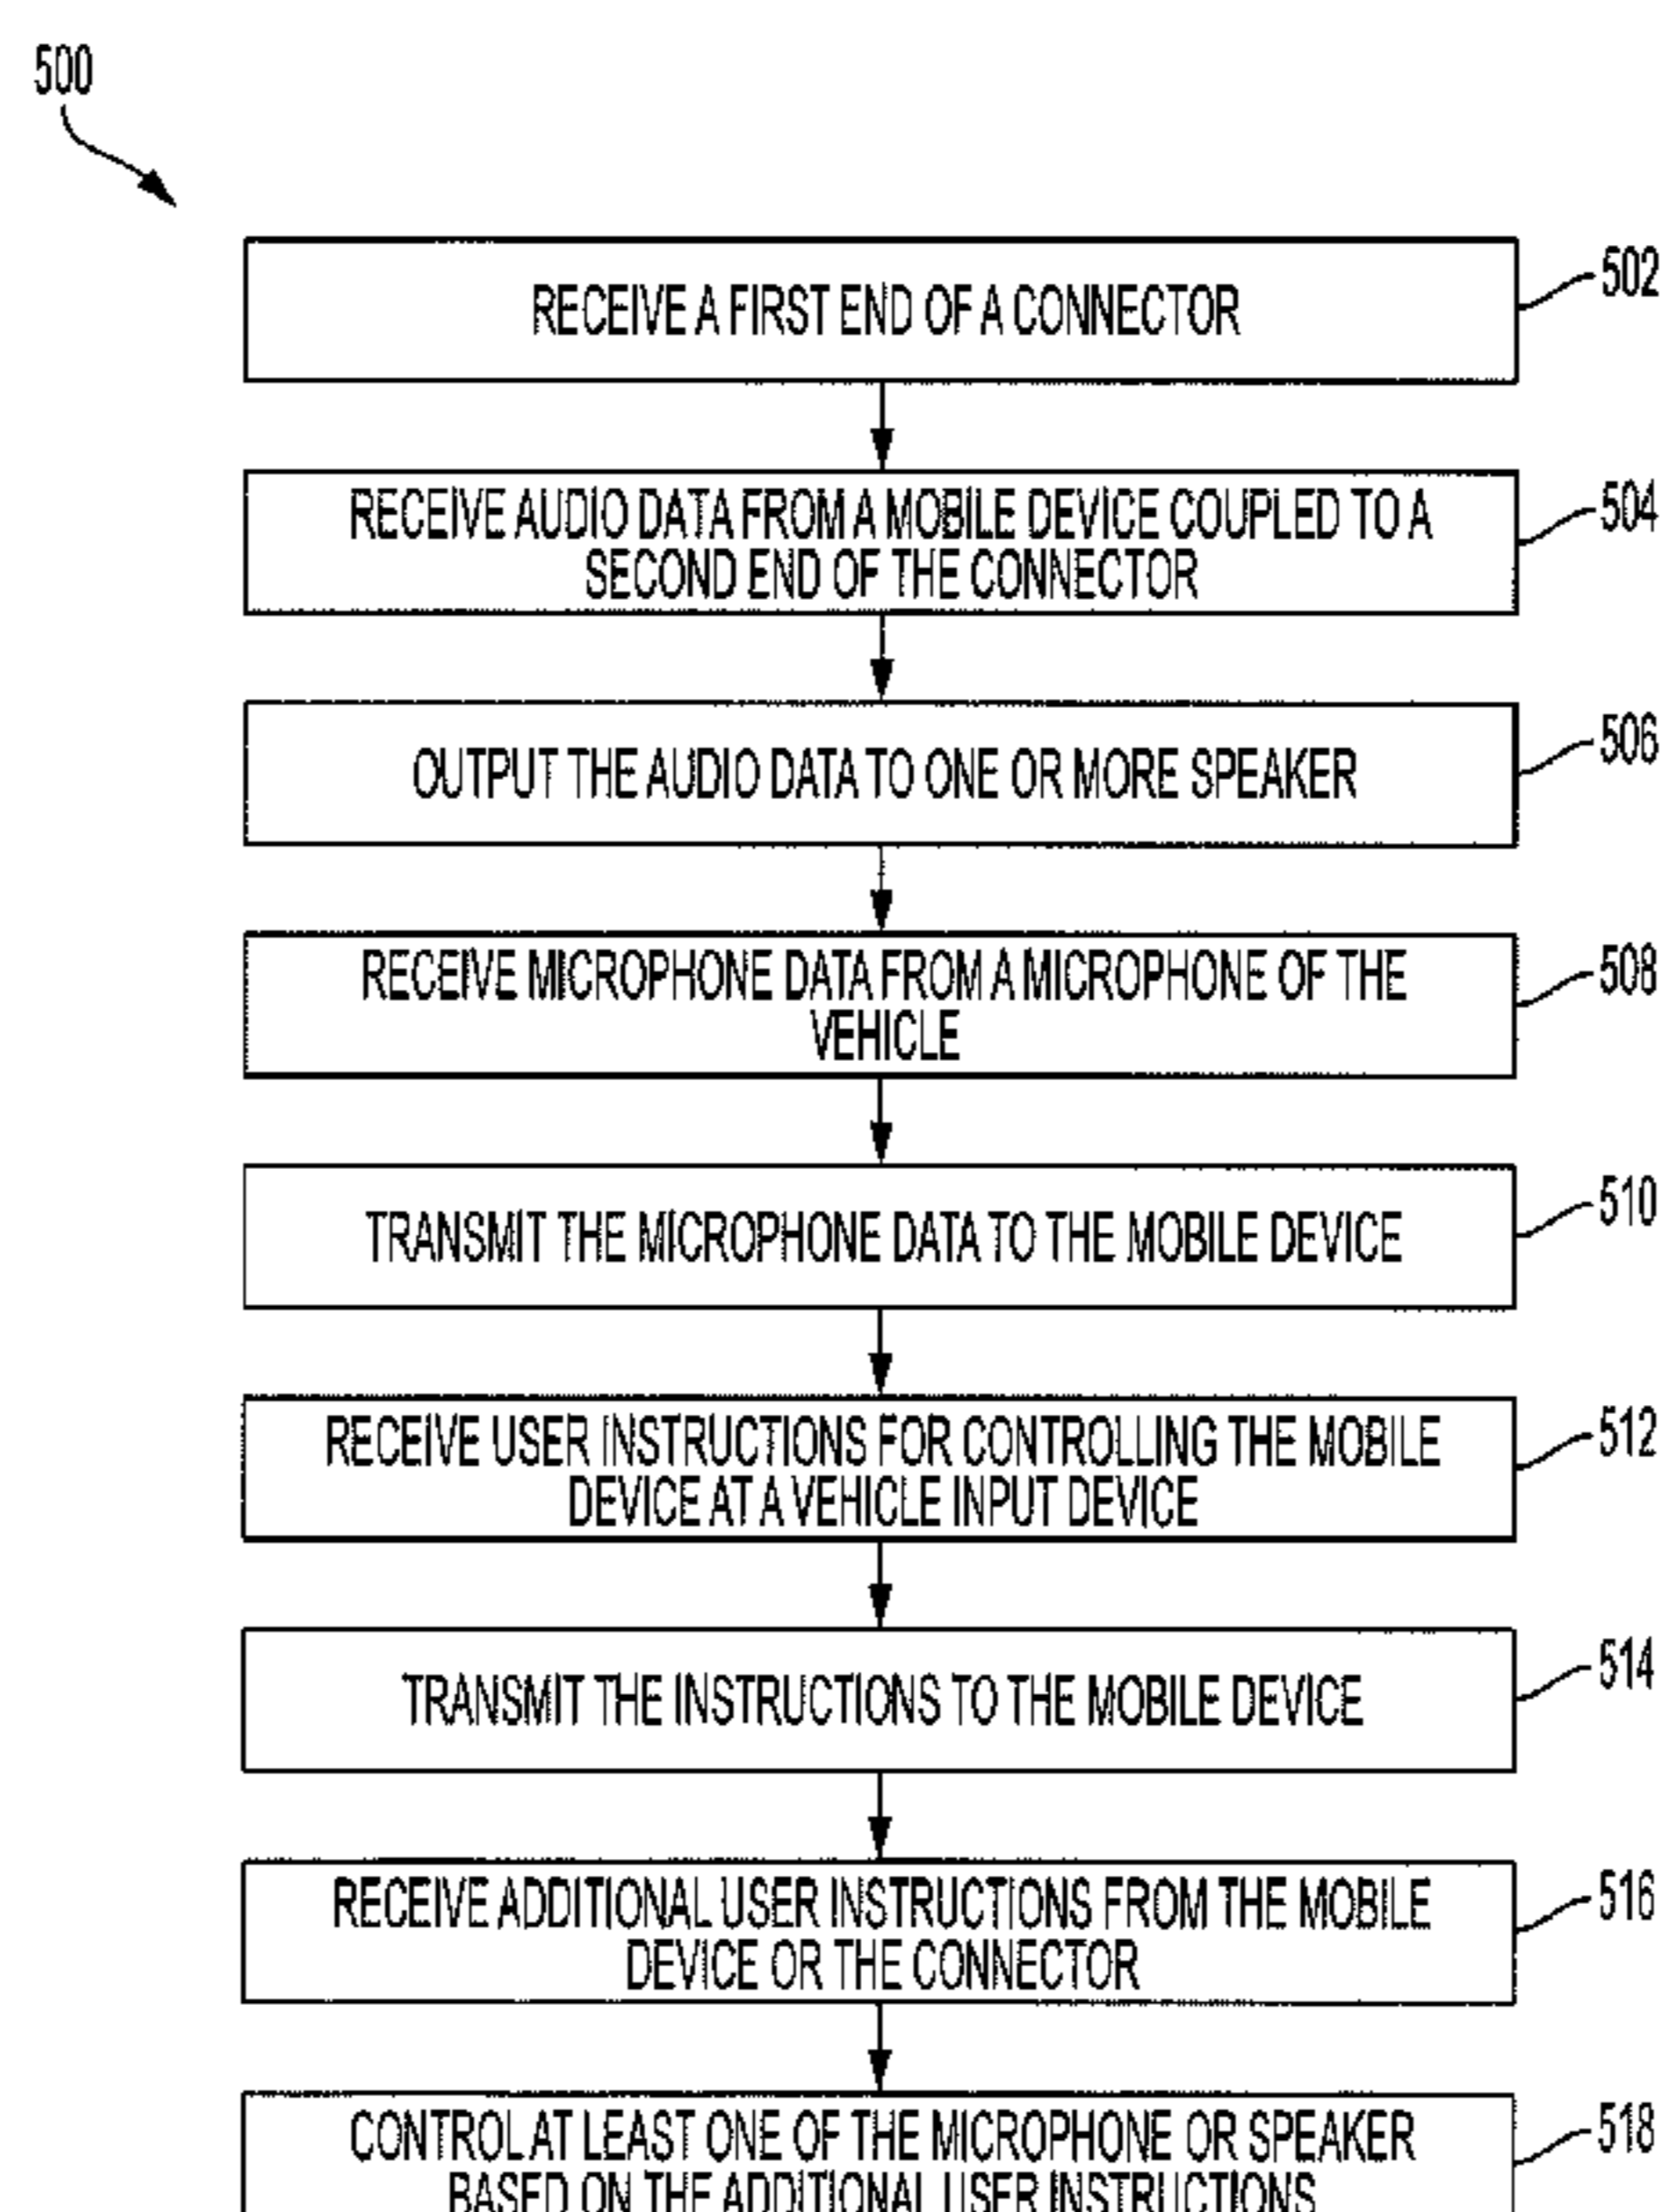 500
RECEIVE A FIRST END OF A CONNECTOR
502
RECEIVE AUDIO DATA FROM A MOBILE DEVICE COUPLED TO A
SECOND END OF THE CONNECTOR
504
OUTPUT THE AUDIO DATA TO ONE OR MORE SPEAKER
506
RECEIVE MICROPHONE DATA FROM A MICROPHONE OF THE
VEHICLE
508
TRANSMIT THE MICROPHONE DATA TO THE MOBILE DEVICE
510
RECEIVE USER INSTRUCTIONS FOR CONTROLLING THE MOBILE
DEVICE AT A VEHICLE INPUT DEVICE
512
TRANSMIT THE INSTRUCTIONS TO THE MOBILE DEVICE
514
RECEIVE ADDITIONAL USER INSTRUCTIONS FROM THE MOBILE
DEVICE OR THE CONNECTOR
516
CONTROL AT LEAST ONE OF THE MICROPHONE OR SPEAKER
BASED ON THE ADDITIONAL USER INSTRUCTIONS
518